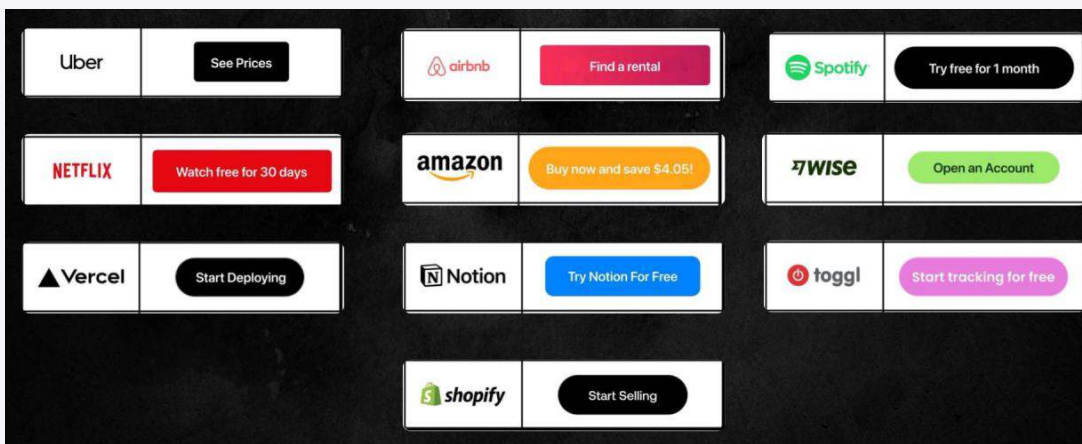 Uber
See Prices
airbnb
Find a rental
Spotify
Try free for 1 month
NETFLIX
Watch free for 30 days
amazon
Buy now and save $4.05!
WISE
Open an Account
Vercel
Start Deploying
N Notion
Try Notion For Free
toggl
Start tracking for free
shopify
Start Selling